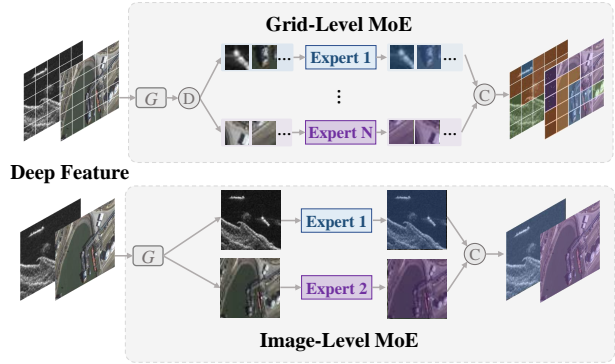 Grid-Level MoE
G
D
Expert 1
...
...
...
Expert N
...
...
C
Deep Feature
G
Expert 1
Expert 2
C
Image-Level MoE